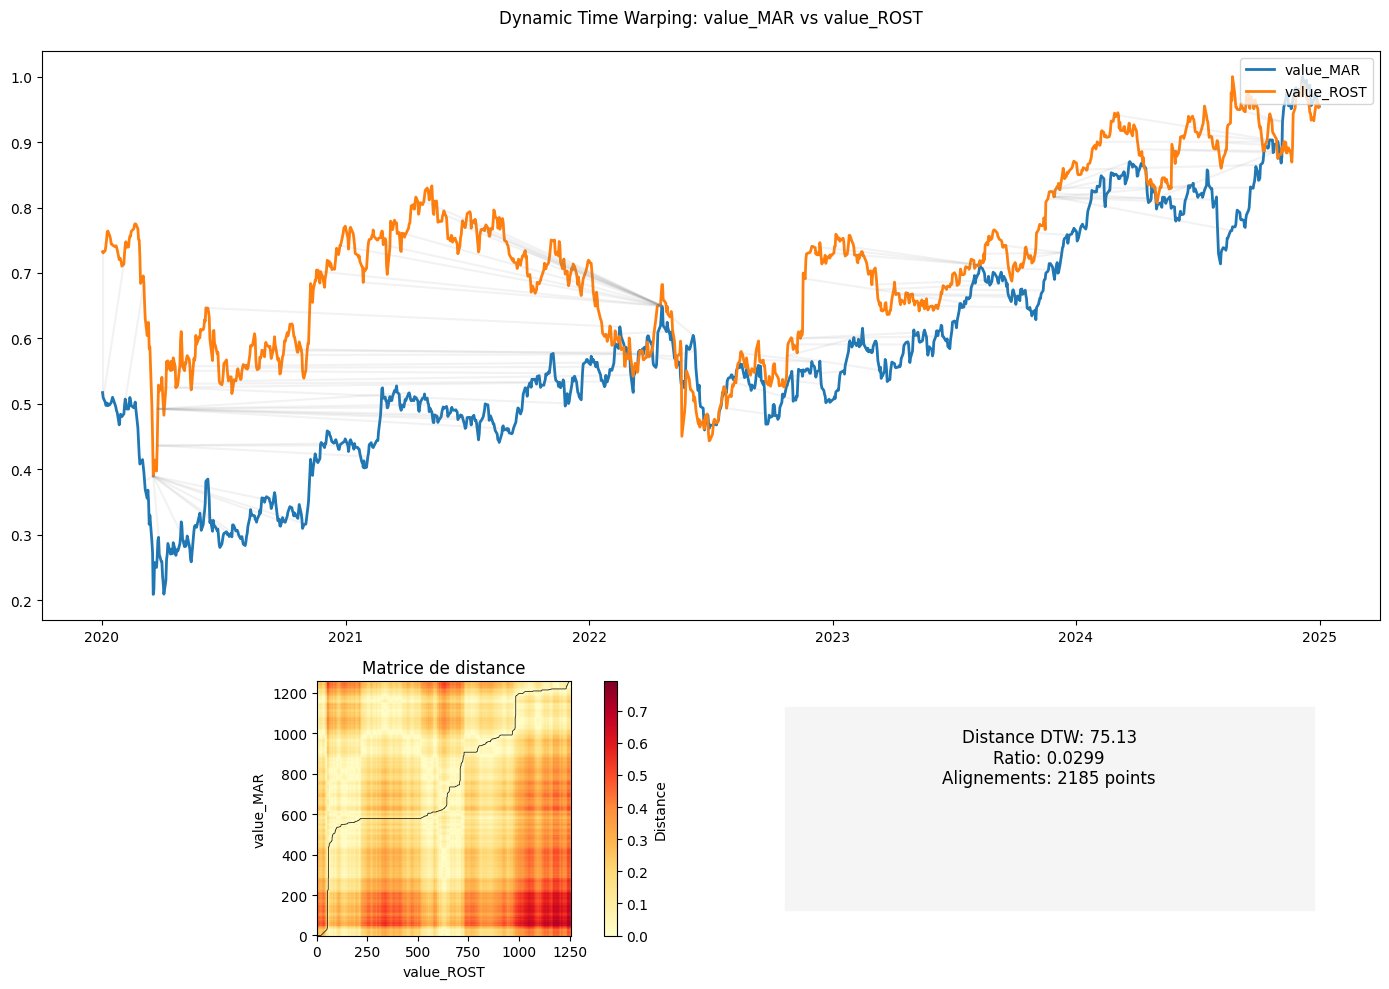 Dynamic Time Warping: value_MAR vs value_ROST
1.0
0.9
0.8
0.7
0.6
0.5
0.4
0.3
0.2
value_MAR
value_ROST
2020 2021 2022 2023 2024 2025
Matrice de distance
value_MAR
1200
1000
800
600
400
200
0
0 250 500 750 1000 1250
value_ROST
0.7
0.6
0.5
0.4
0.3
0.2
0.1
0.0
Distance
Distance DTW: 75.13
Ratio: 0.0299
Alignements: 2185 points